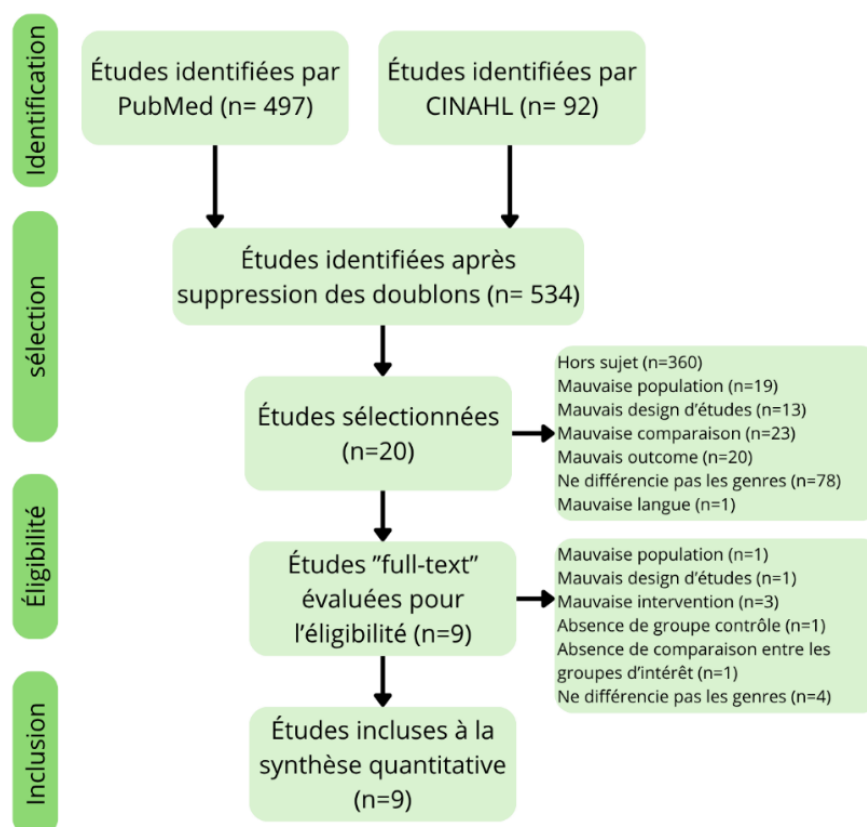 Identification
Études identifiées par
PubMed (n= 497)
Études identifiées par
CINAHL (n= 92)
sélection
Études identifiées après
suppression des doublons (n= 534)
Études sélectionnées
(n=20)
Hors sujet (n=360)
Mauvaise population (n=19)
Mauvais design d'études (n=13)
Mauvaise comparaison (n=23)
Mauvais outcome (n=20)
Ne différencie pas les genres (n=78)
Mauvaise langue (n=1)
Éligibilité
Études ”full-text”
évaluées pour
l'éligibilité (n=9)
Mauvaise population (n=1)
Mauvais design d'études (n=1)
Mauvaise intervention (n=3)
Absence de groupe contrôle (n=1)
Absence de comparaison entre les
groupes d'intérêt (n=1)
Ne différencie pas les genres (n=4)
Inclusion
Études incluses à la
synthèse quantitative
(n=9)